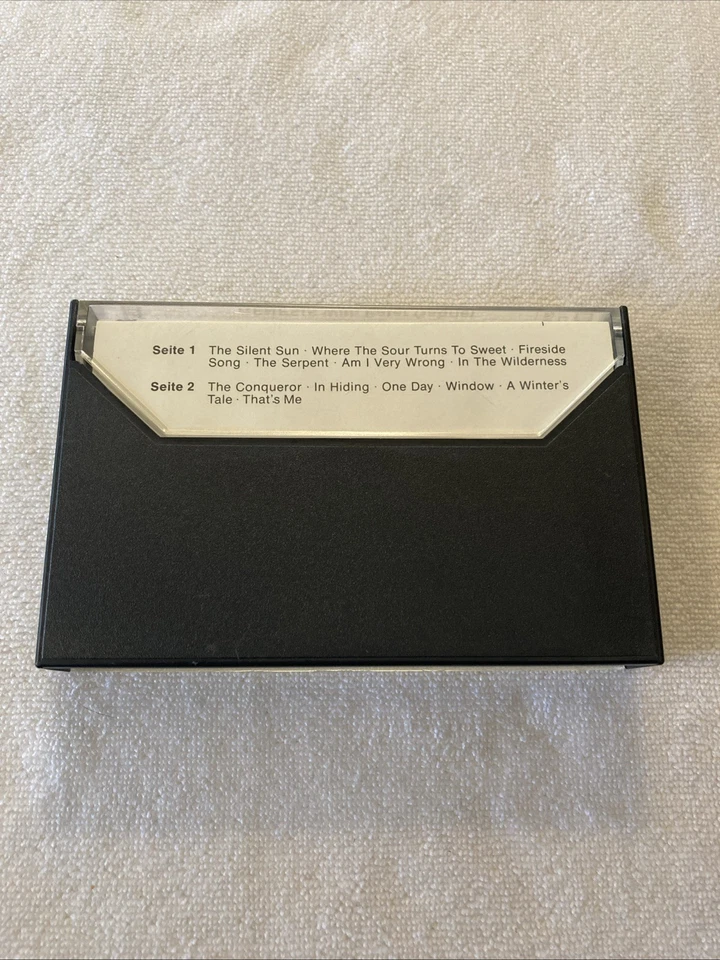 Seite 1 The Silent Sun · Where The Sour Turns To Sweet · Fireside
Song · The Serpent · Am I Very Wrong · In The Wilderness
Seite 2 The Conqueror · In Hiding · One Day · Window · A Winter's
Tale · That's Me